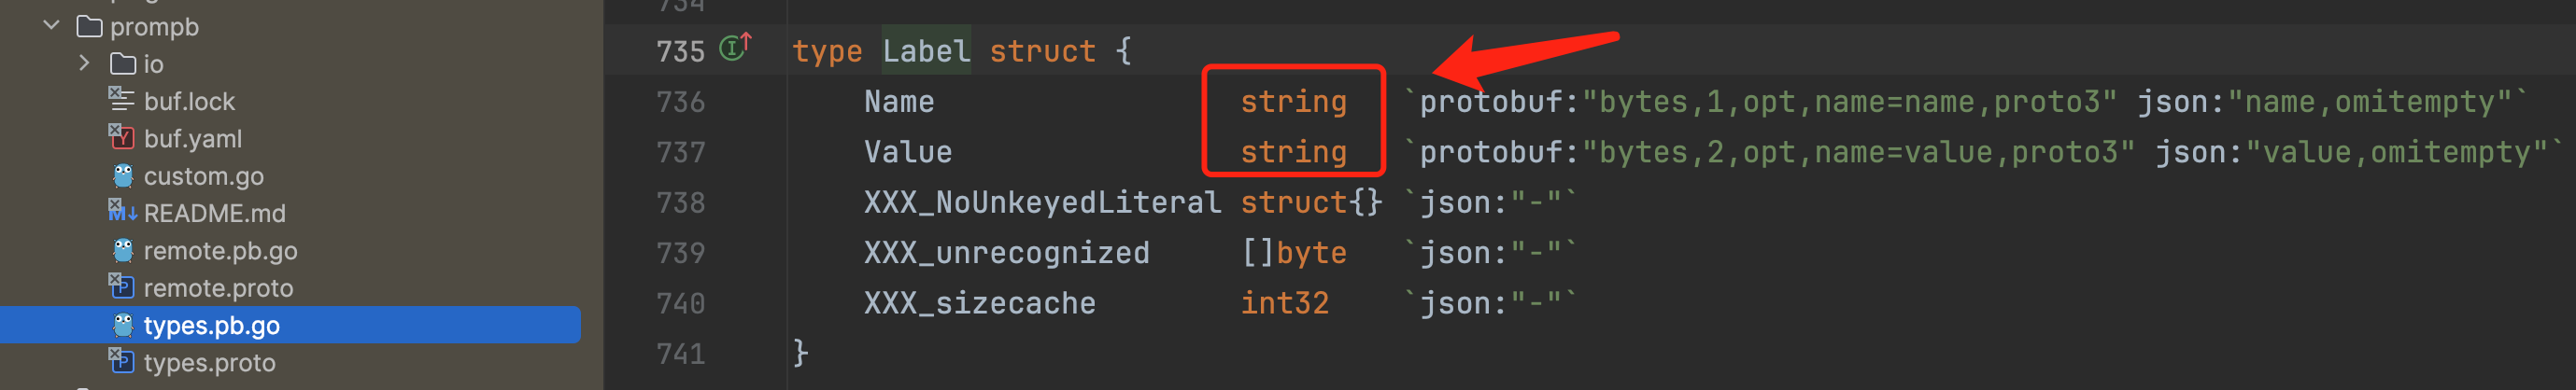 prompb
io
buf.lock
buf.yaml
custom.go
README.md
remote.pb.go
remote.proto
types.pb.go
types.proto
734
735 type Label struct {
736 Name string `protobuf:"bytes,1,opt,name=name,proto3" json:"name,omitempty"`
737 Value string `protobuf:"bytes,2,opt,name=value,proto3" json:"value,omitempty"`
738 XXX_NoUnkeyedLiteral struct{} `json:"-"`
739 XXX_unrecognized []byte `json:"-"`
740 XXX_sizecache int32 `json:"-"`
741 }